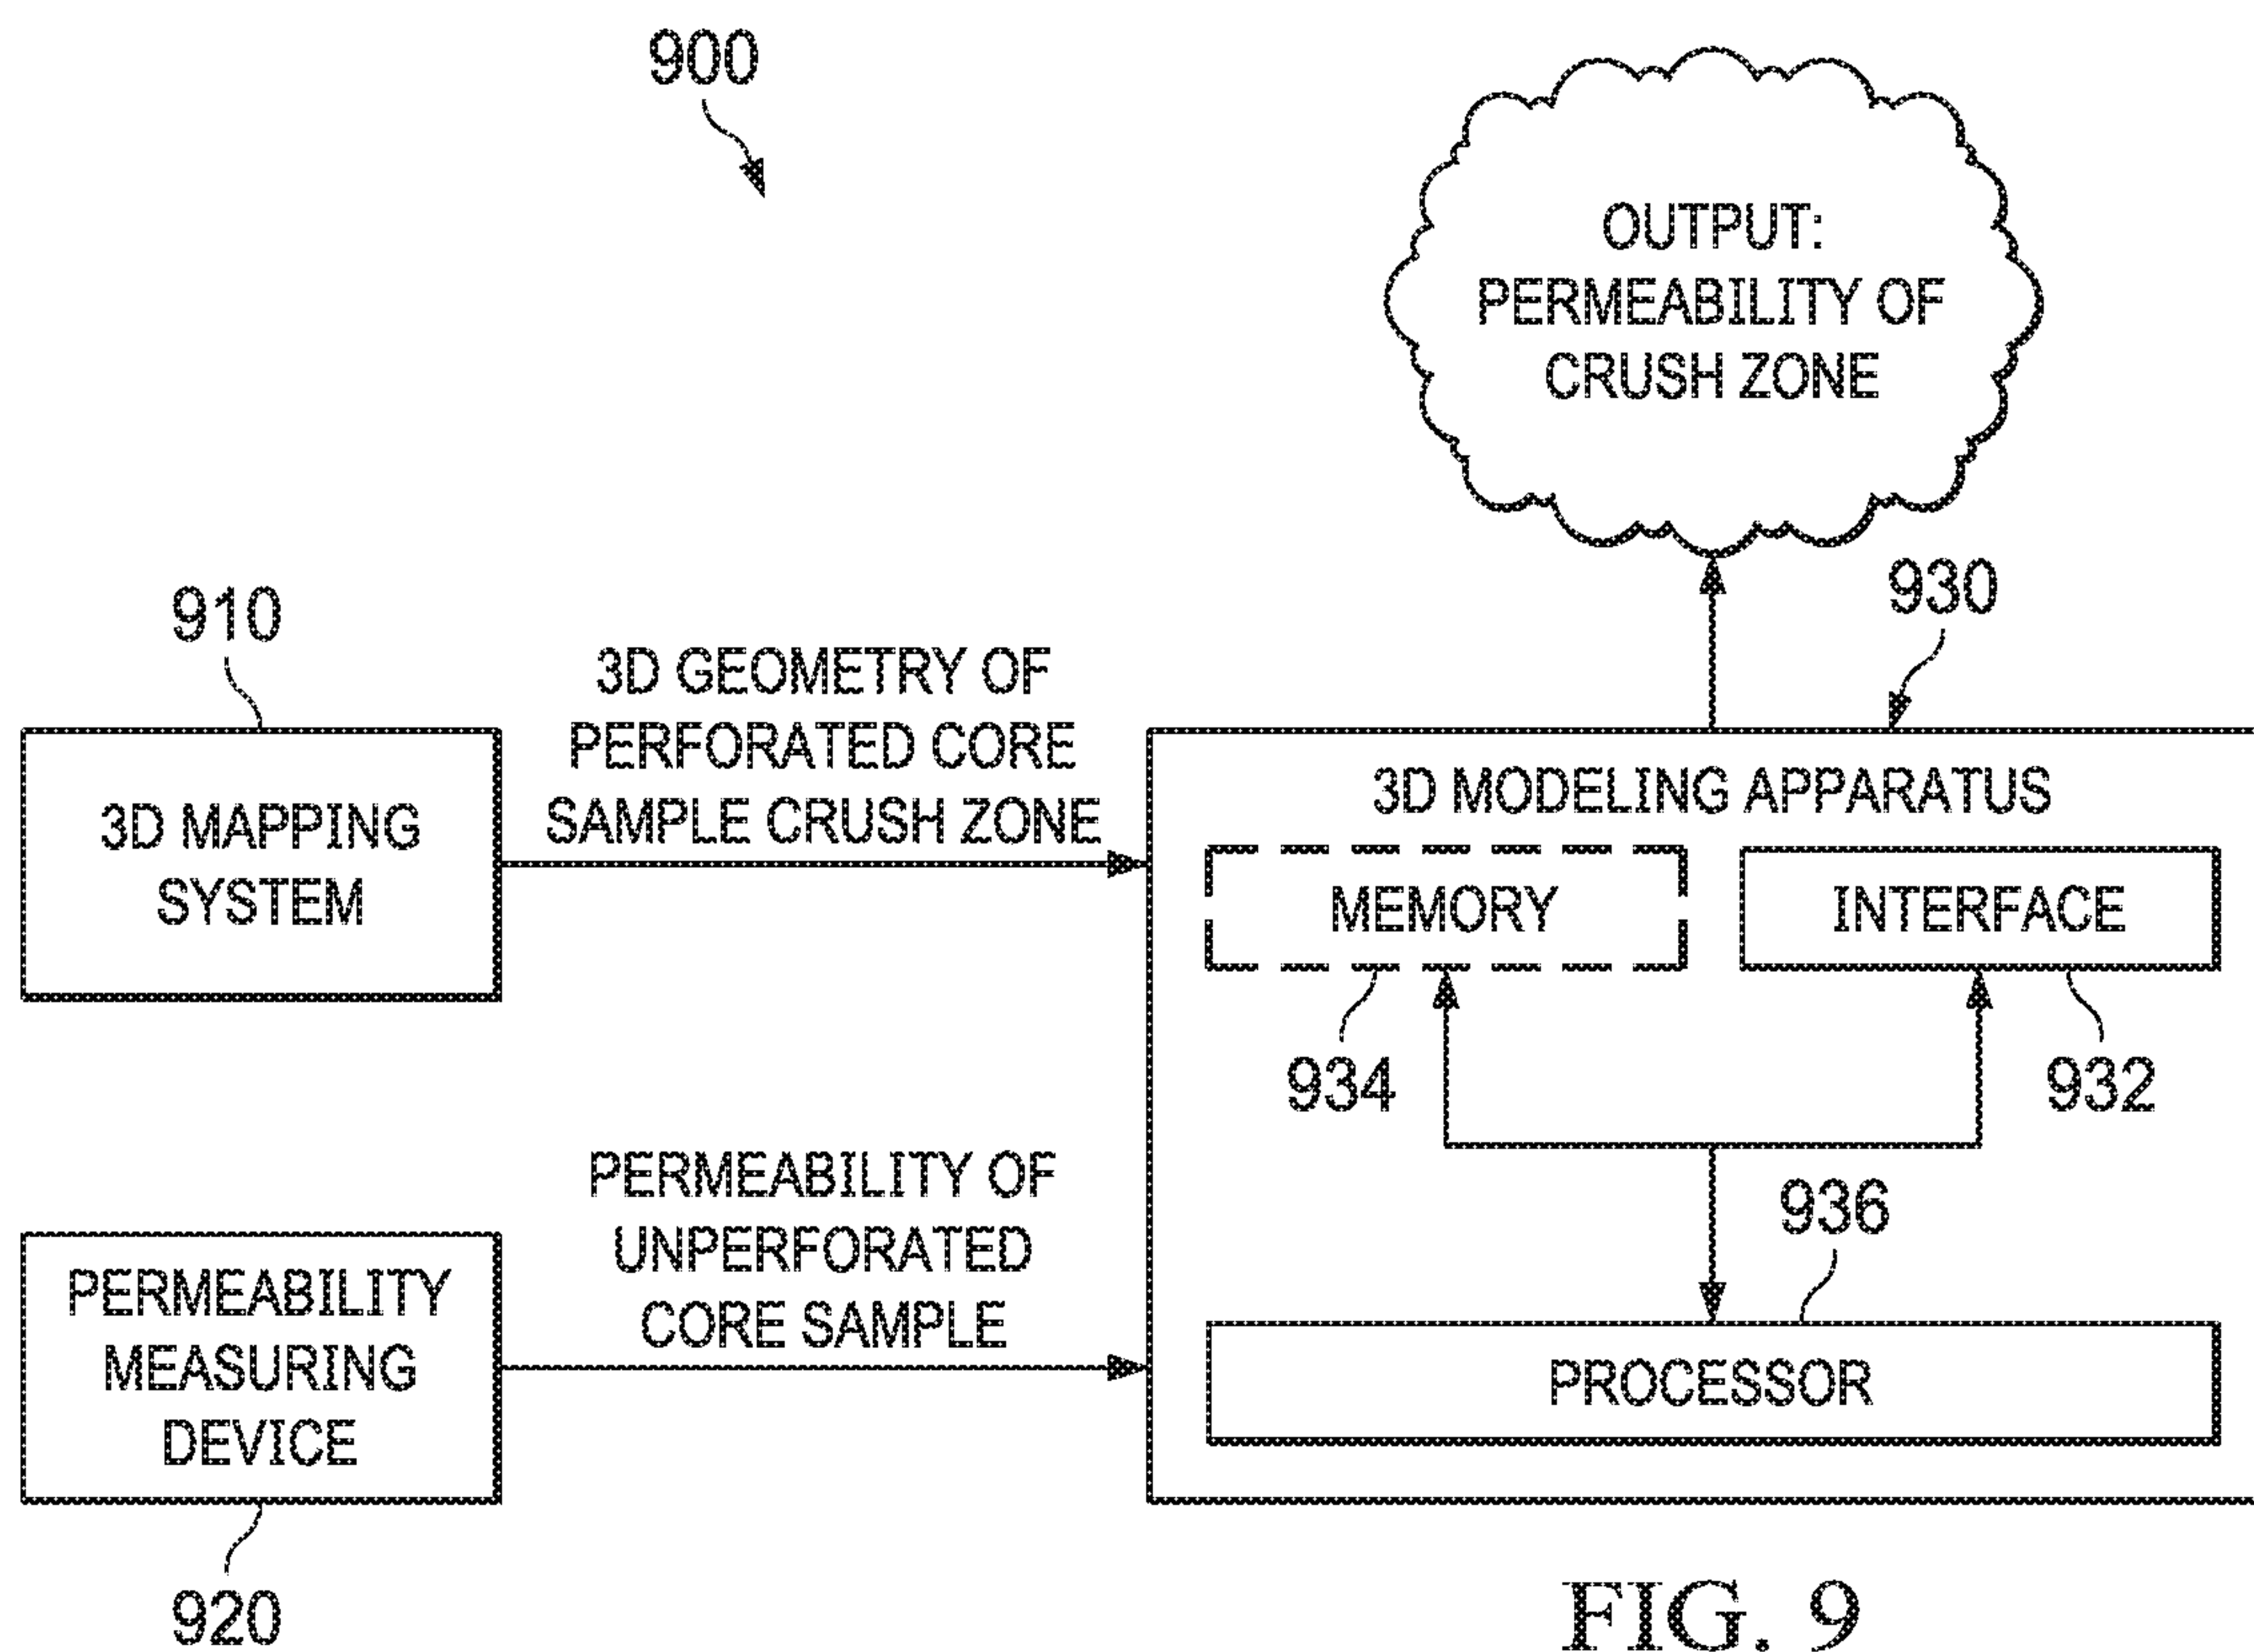 900
OUTPUT:
PERMEABILITY OF
CRUSH ZONE
910
3D GEOMETRY OF
PERFORATED CORE
SAMPLE CRUSH ZONE
930
3D MAPPING
SYSTEM
3D MODELING APPARATUS
MEMORY
INTERFACE
934
932
PERMEABILITY OF
UNPERFORATED
CORE SAMPLE
936
PERMEABILITY
MEASURING
DEVICE
PROCESSOR
920
FIG. 9